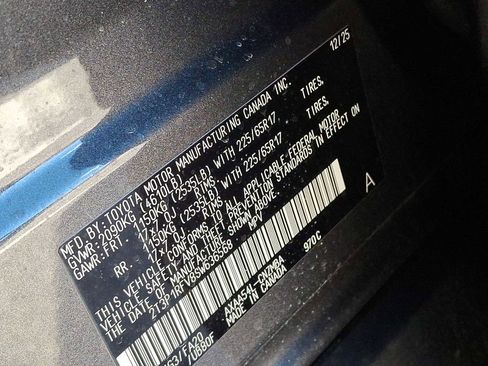 MFD.BY: TOYOTA MOTOR MANUFACTURING CANADA INC. 12/25
GVWR: 2090KG ( 4610LB)
GAWR: FRT 1150KG (2535LB) WITH 225/65R17 TIRES,
17X7.0J RIMS
RR. 1150KG (2535LB) WITH 225/65R17 TIRES,
17X7.0J RIMS
THIS VEHICLE CONFORMS TO ALL APPLICABLE FEDERAL MOTOR
VEHICLE SAFETY STANDARDS IN EFFECT ON
THE DATE OF MANUFACTURE SHOWN ABOVE.
MPV A
970C
AXAA54L-
MADE IN CANADA
/FA20
/UB80F